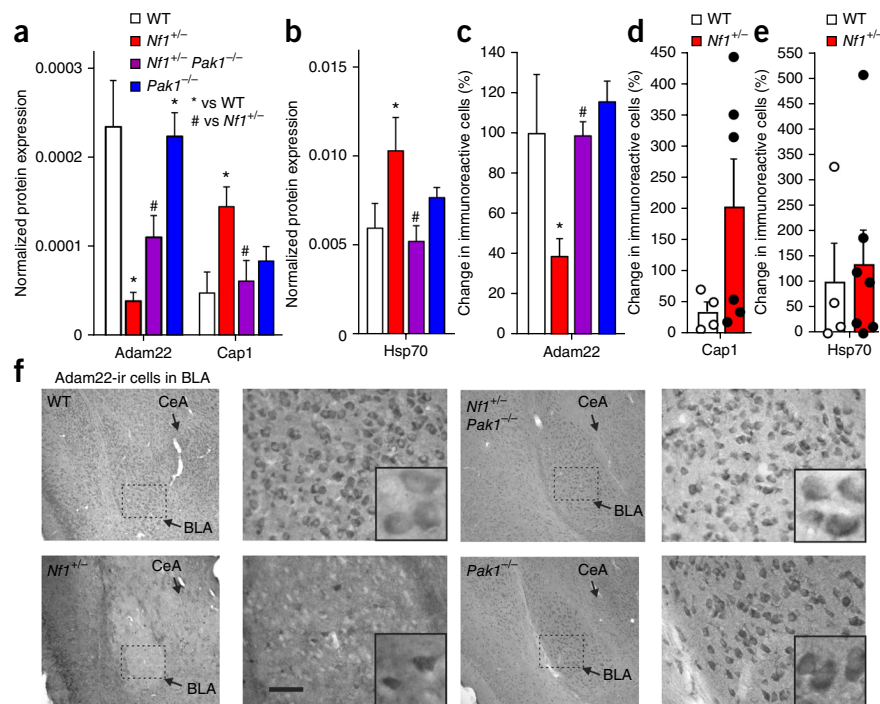 a
WT
Nf1+/–
Nf1+/– Pak1–/–
Pak1–/–
* vs WT
# vs Nf1+/–
Normalized protein expression
0.0003
0.0002
0.0001
0
*
#
*
*
#
Adam22
Cap1
b
Normalized protein expression
0.015
0.010
0.005
0
*
#
Hsp70
c
Change in immunoreactive cells (%)
140
120
100
80
60
40
20
0
*
#
Adam22
d
WT
Nf1+/–
Change in immunoreactive cells (%)
450
400
350
300
250
200
150
100
50
0
Cap1
e
WT
Nf1+/–
Change in immunoreactive cells (%)
550
500
450
400
350
300
250
200
150
100
50
0
Hsp70
f
Adam22-ir cells in BLA
WT
CeA
BLA
Nf1+/–
Pak1–/–
CeA
BLA
Nf1+/–
CeA
BLA
Pak1–/–
CeA
BLA